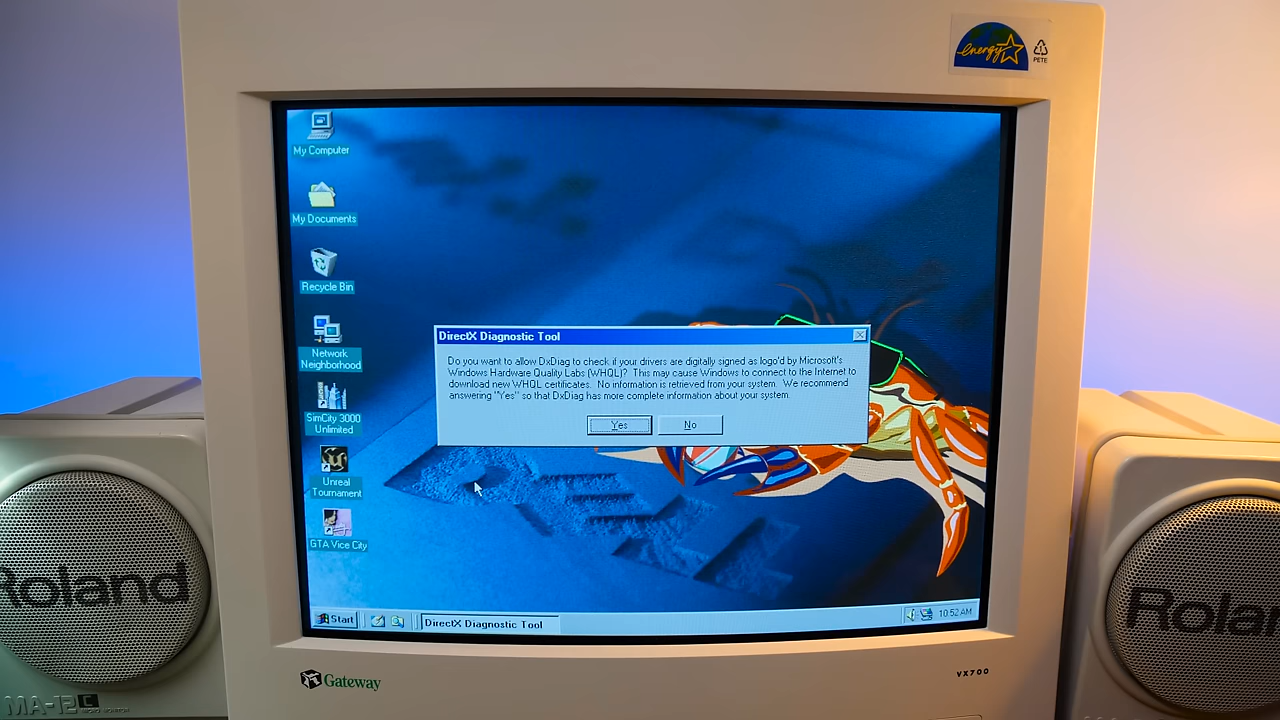 energy
PETE
My Computer
My Documents
Recycle Bin
Network
Neighborhood
SimCity 3000
Unlimited
Unreal
Tournament
GTA Vice City
DirectX Diagnostic Tool
Do you want to allow DxDiag to check if your drivers are digitally signed as logo'd by Microsoft's
Windows Hardware Quality Labs (WHQL)? This may cause Windows to connect to the Internet to
download new WHQL certificates. No information is retrieved from your system. We recommend
answering "Yes" so that DxDiag has more complete information about your system.
Yes
No
Start
DirectX Diagnostic Tool
10:52 AM
Gateway
VX700
Roland
MA-12C
MICRO MONITOR
Rola